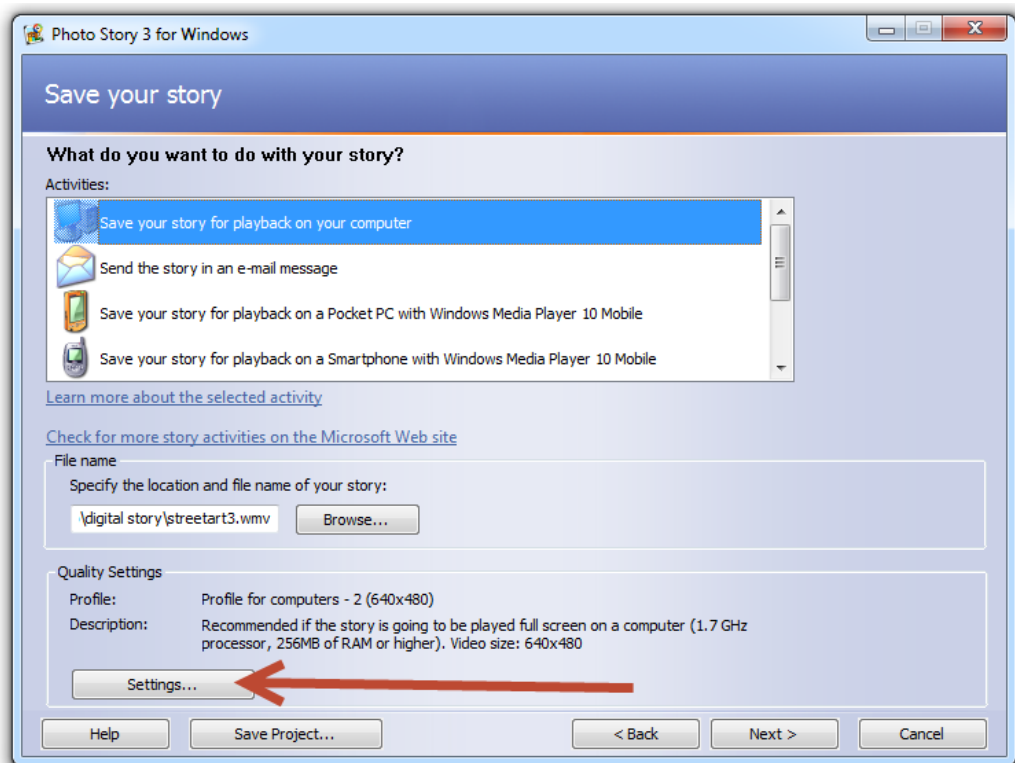 Photo Story 3 for Windows
Save your story
What do you want to do with your story?
Activities:
Save your story for playback on your computer
Send the story in an e-mail message
Save your story for playback on a Pocket PC with Windows Media Player 10 Mobile
Save your story for playback on a Smartphone with Windows Media Player 10 Mobile
Learn more about the selected activity
Check for more story activities on the Microsoft Web site
File name
Specify the location and file name of your story:
\digital story\streetart3.wmv Browse...
Quality Settings
Profile: Profile for computers - 2 (640x480)
Description: Recommended if the story is going to be played full screen on a computer (1.7 GHz
processor, 256MB of RAM or higher). Video size: 640x480
Settings...
Help Save Project... < Back Next > Cancel